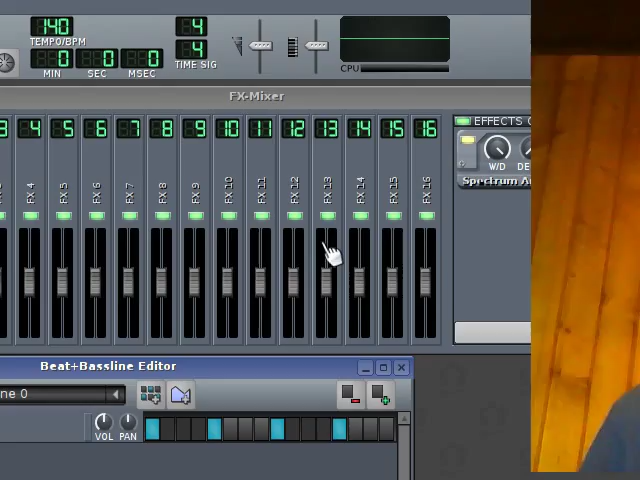 140
TEMPO/BPM
4
4
TIME SIG
0 0 0
MIN SEC MSEC
CPU
FX-Mixer
3 4 5 6 7 8 9 10 11 12 13 14 15 16
FX 4 FX 5 FX 6 FX 7 FX 8 FX 9 FX 10 FX 11 FX 12 FX 13 FX 14 FX 15 FX 16
EFFECTS
W/D
Spectrum
Beat+Bassline Editor
ne 0
VOL PAN